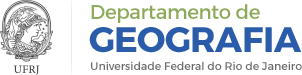 Departamento de
GEOGRAFIA
Universidade Federal do Rio de Janeiro
UFRJ